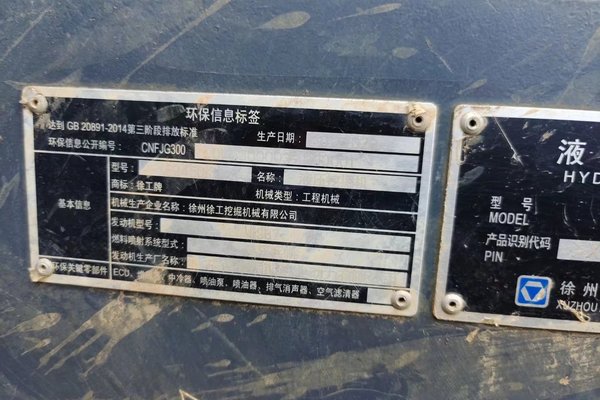 环保信息标签
达到 GB 20891-2014第三阶段排放标准
生产日期：
环保信息公开编号： CNFJG300
基本信息
型号：
名称：
商标：徐工牌
机械类型：工程机械
机械生产企业名称：徐州徐工挖掘机械有限公司
发动机型号：
燃料喷射系统型式：
发动机生产厂名称：
环保关键零部件
ECU、 中冷器、喷油泵、喷油器、排气消声器、空气滤清器
液
HYD
型 号
MODEL
产品识别代码
PIN
徐州
XUZHOU